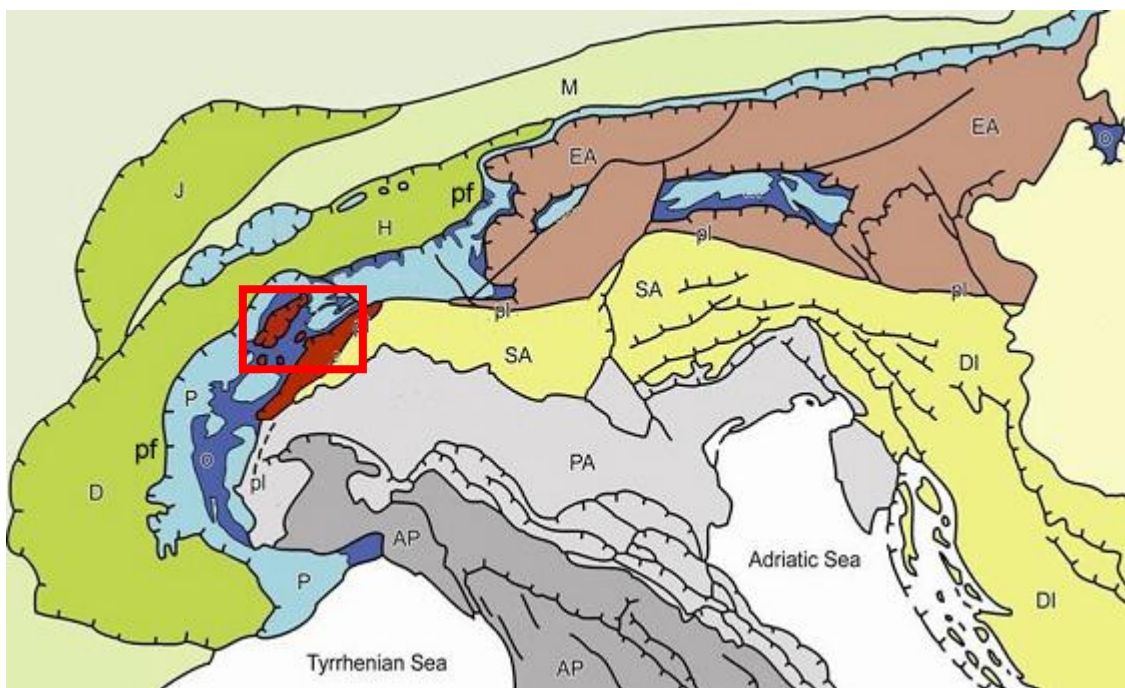 M
EA
EA
O
J
pf
H
pl
SA
pl
pl
SA
DI
P
pf
O
PA
pl
D
AP
Adriatic Sea
P
DI
Tyrrhenian Sea
AP